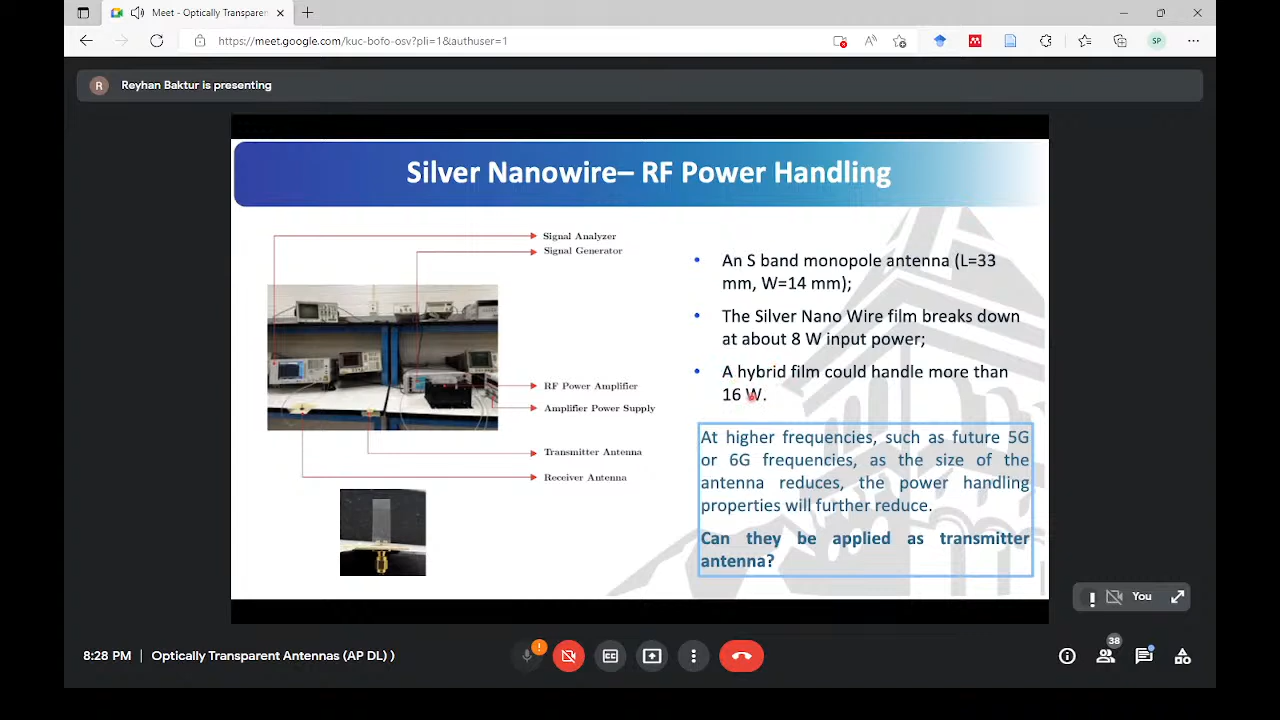 Meet - Optically Transparen
https://meet.google.com/kuc-bofo-osv?pli=1&authuser=1
SP
R
Reyhan Baktur is presenting
Silver Nanowire– RF Power Handling
Signal Analyzer
Signal Generator
RF Power Amplifier
Amplifier Power Supply
Transmitter Antenna
Receiver Antenna
• An S band monopole antenna (L=33
mm, W=14 mm);
• The Silver Nano Wire film breaks down
at about 8 W input power;
• A hybrid film could handle more than
16 W.
At higher frequencies, such as future 5G
or 6G frequencies, as the size of the
antenna reduces, the power handling
properties will further reduce.
Can they be applied as transmitter
antenna?
You
8:28 PM | Optically Transparent Antennas (AP DL) )
CC
38